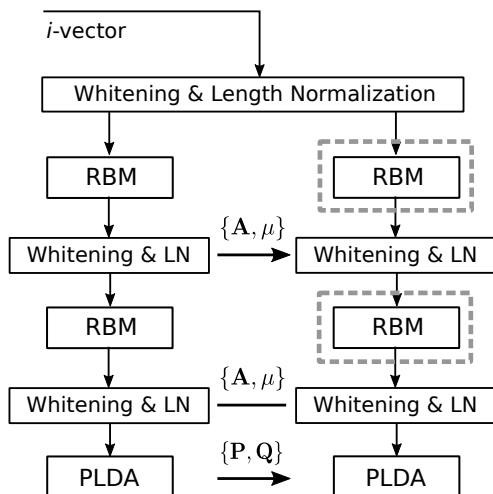 i-vector
Whitening & Length Normalization
RBM
RBM
{A, μ}
Whitening & LN
Whitening & LN
RBM
RBM
{A, μ}
Whitening & LN
Whitening & LN
{P, Q}
PLDA
PLDA